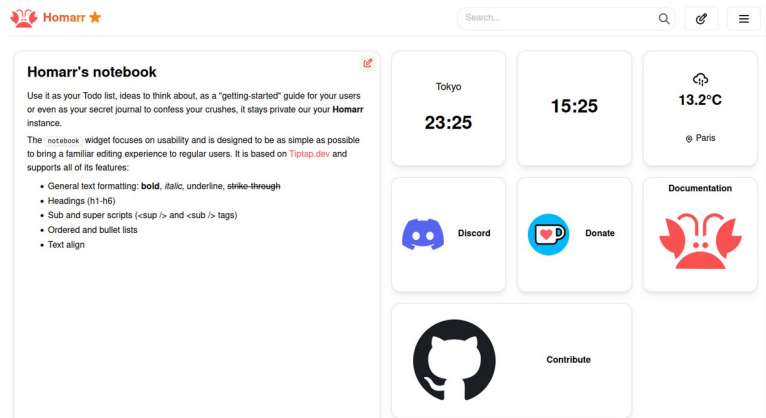 Homarr ⭐
Search...
Homarr's notebook
Use it as your Todo list, ideas to think about, as a "getting-started" guide for your users
or even as your secret journal to confess your crushes, it stays private our your Homarr
instance.
The notebook widget focuses on usability and is designed to be as simple as possible
to bring a familiar editing experience to regular users. It is based on Tiptap.dev and
supports all of its features:
• General text formatting: bold, italic, underline, strike-through
• Headings (h1-h6)
• Sub and super scripts (<sup /> and <sub /> tags)
• Ordered and bullet lists
• Text align
Tokyo
23:25
15:25
13.2°C
Paris
Discord
Donate
Documentation
Contribute